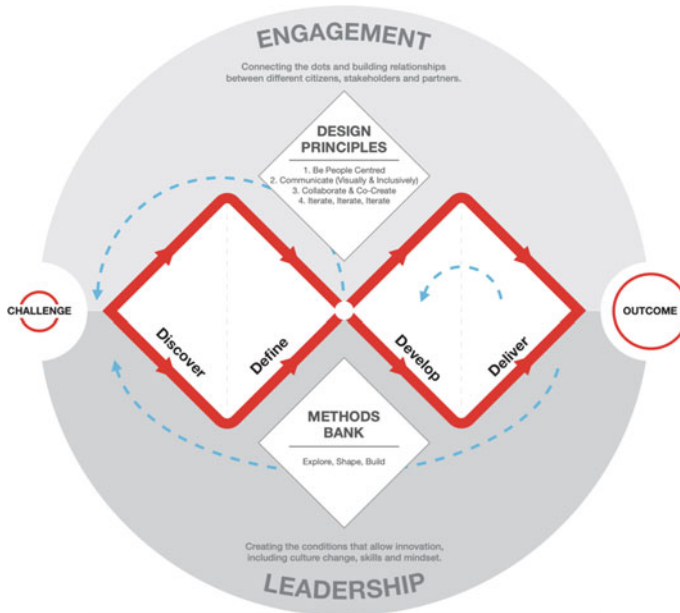 ENGAGEMENT
Connecting the dots and building relationships
between different citizens, stakeholders and partners.
DESIGN
PRINCIPLES
1. Be People Centred
2. Communicate (Visually & Inclusively)
3. Collaborate & Co-Create
4. Iterate, Iterate, Iterate
CHALLENGE
OUTCOME
Discover
Define
Develop
Deliver
METHODS
BANK
Explore, Shape, Build
Creating the conditions that allow innovation,
including culture change, skills and mindset.
LEADERSHIP